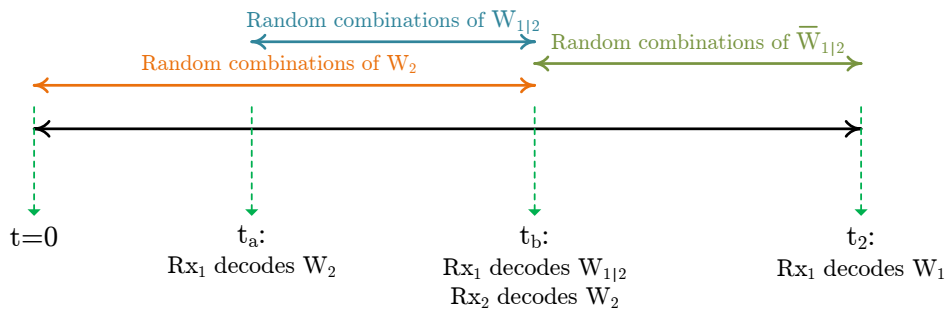 Random combinations of W₁|₂
Random combinations of W̅₁|₂
Random combinations of W₂
t=0
tₐ:
Rx₁ decodes W₂
t_b:
Rx₁ decodes W₁|₂
Rx₂ decodes W₂
t₂:
Rx₁ decodes W₁